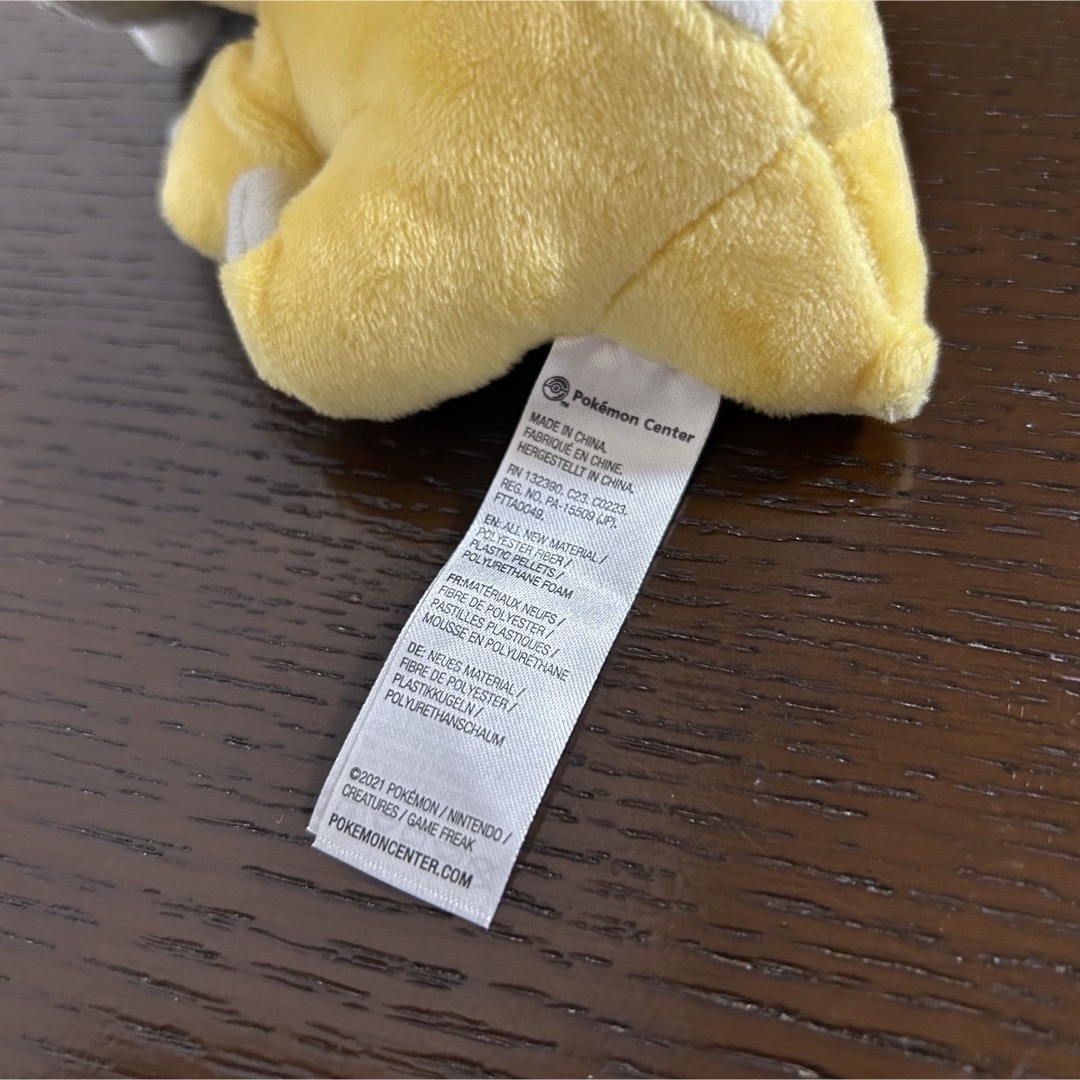 Pokémon Center
MADE IN CHINA.
FABRIQUÉ EN CHINE.
HERGESTELLT IN CHINA.
RN 132390. C23. C0223.
REG. NO. PA-15509 (JP).
FTTA0049.
EN: ALL NEW MATERIAL /
POLYESTER FIBER /
PLASTIC PELLETS /
POLYURETHANE FOAM
FR:MATÉRIAUX NEUFS /
FIBRE DE POLYESTER /
PASTILLES PLASTIQUES /
MOUSSE EN POLYURÉTHANE
DE: NEUES MATERIAL /
FIBRE DE POLYESTER /
PLASTIKKUGELN /
POLYURETHANSCHAUM
©2021 POKÉMON / NINTENDO /
CREATURES / GAME FREAK
POKEMONCENTER.COM